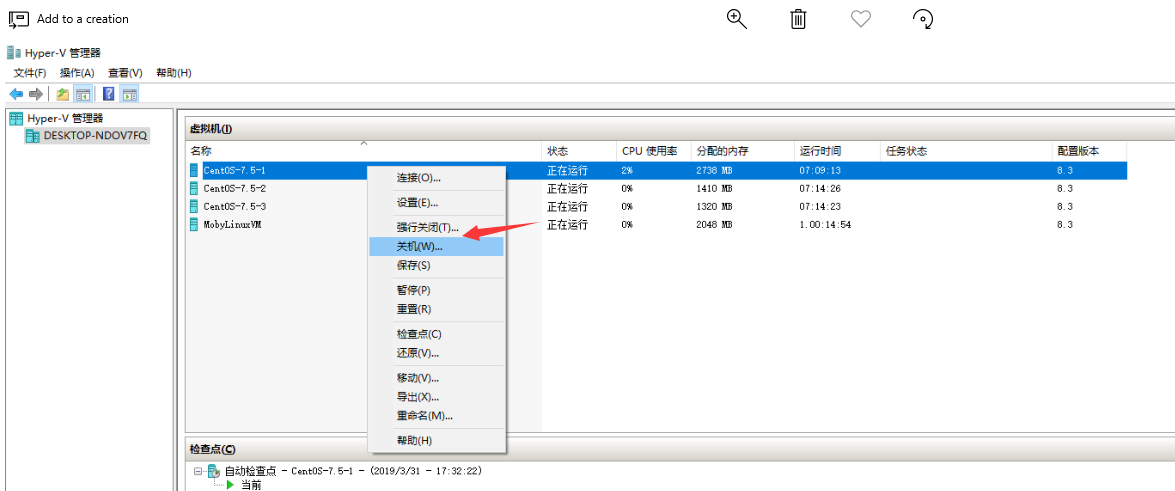 Add to a creation
Hyper-V 管理器
文件(F) 操作(A) 查看(V) 帮助(H)
Hyper-V 管理器
DESKTOP-NDOV7FQ
虚拟机(I)
名称 状态 CPU 使用率 分配的内存 运行时间 任务状态 配置版本
CentOS-7.5-1 正在运行 2% 2738 MB 07:09:13 8.3
CentOS-7.5-2 正在运行 0% 1410 MB 07:14:26 8.3
CentOS-7.5-3 正在运行 0% 1320 MB 07:14:23 8.3
MobyLinuxVM 正在运行 0% 2048 MB 1.00:14:54 8.3
连接(O)...
设置(E)...
强行关闭(T)...
关机(W)...
保存(S)
暂停(P)
重置(R)
检查点(C)
还原(V)...
移动(V)...
导出(X)...
重命名(M)...
帮助(H)
检查点(C)
自动检查点 - CentOS-7.5-1 - (2019/3/31 - 17:32:22)
当前